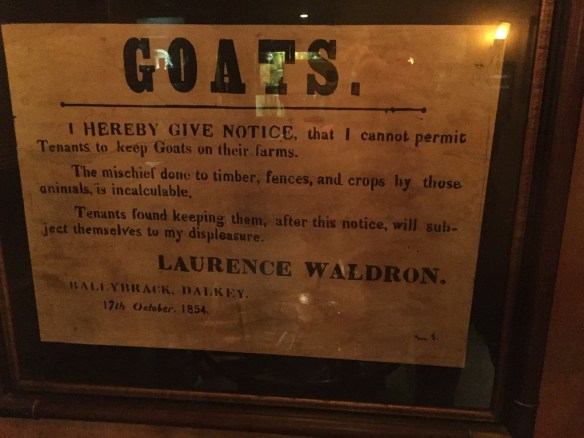 GOATS.
I HEREBY GIVE NOTICE, that I cannot permit
Tenants to keep Goats on their farms.
The mischief done to timber, fences, and crops by those
animals, is incalculable.
Tenants found keeping them, after this notice, will sub-
ject themselves to my displeasure.
LAURENCE WALDRON.
BALLYBRACK, DALKEY.
17th October, 1854.